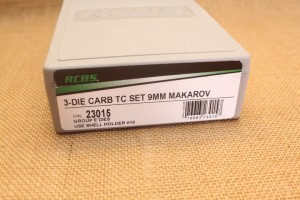 RCBS.
3-DIE CARB TC SET 9MM MAKAROV
P/N 23015
GROUP E DIES
USE SHELL HOLDER #16